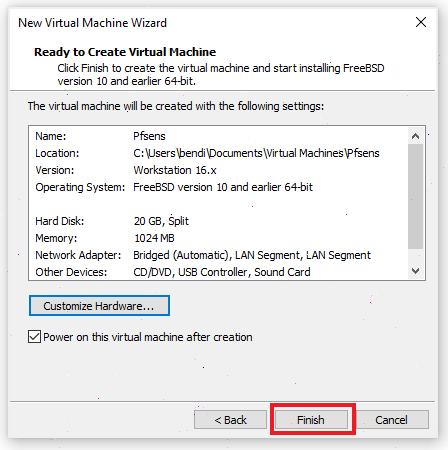 New Virtual Machine Wizard
Ready to Create Virtual Machine
Click Finish to create the virtual machine and start installing FreeBSD
version 10 and earlier 64-bit.
The virtual machine will be created with the following settings:
Name: Pfsens
Location: C:\Users\bendi\Documents\Virtual Machines\Pfsens
Version: Workstation 16.x
Operating System: FreeBSD version 10 and earlier 64-bit
Hard Disk: 20 GB, Split
Memory: 1024 MB
Network Adapter: Bridged (Automatic), LAN Segment, LAN Segment
Other Devices: CD/DVD, USB Controller, Sound Card
Customize Hardware...
Power on this virtual machine after creation
< Back Finish Cancel